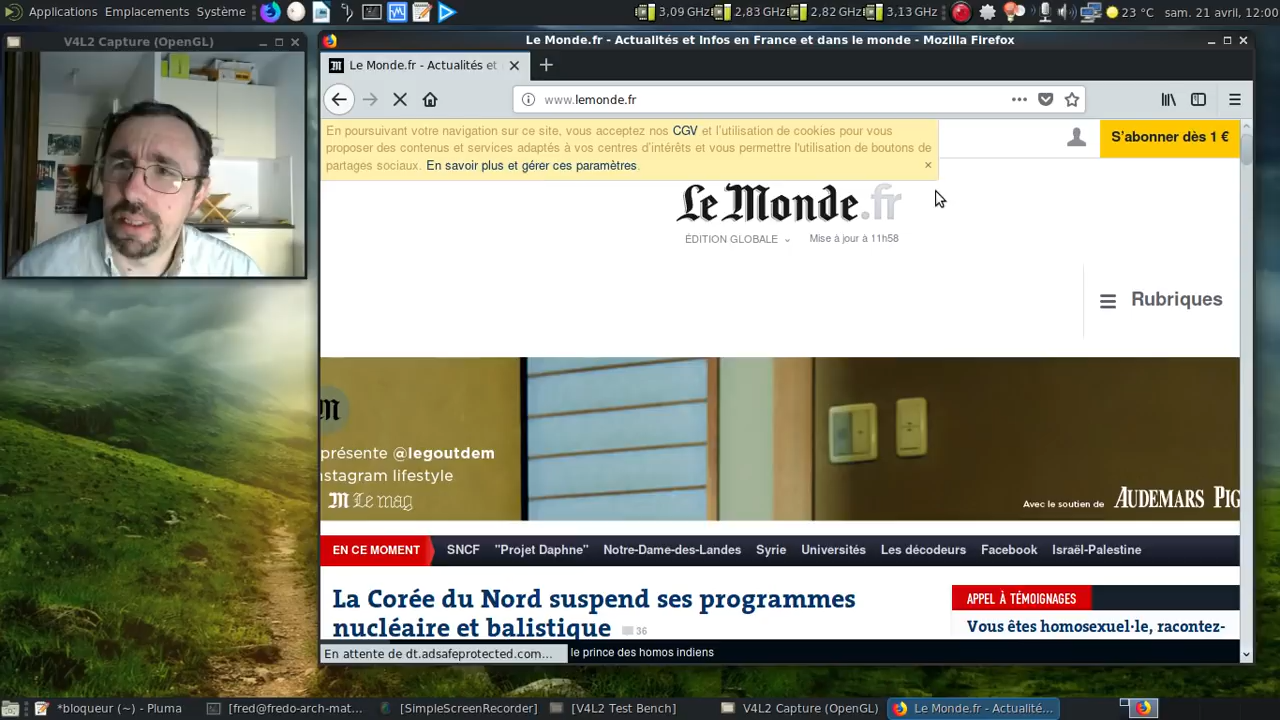 Applications Emplacements Système
3,09 GHz 2,83 GHz 2,82 GHz 3,13 GHz 23 °C sam. 21 avril, 12:00
V4L2 Capture (OpenGL)
Le Monde.fr - Actualités et Infos en France et dans le monde - Mozilla Firefox
Le Monde.fr - Actualités et
www.lemonde.fr
En poursuivant votre navigation sur ce site, vous acceptez nos CGV et l'utilisation de cookies pour vous
proposer des contenus et services adaptés à vos centres d'intérêts et vous permettre l'utilisation de boutons de
partages sociaux. En savoir plus et gérer ces paramètres.
S'abonner dès 1 €
Le Monde.fr
ÉDITION GLOBALE Mise à jour à 11h58
Rubriques
M
présente @legoutdem
nstagram lifestyle
M Le mag
Avec le soutien de AUDEMARS PIG
EN CE MOMENT SNCF "Projet Daphne" Notre-Dame-des-Landes Syrie Universités Les décodeurs Facebook Israël-Palestine
La Corée du Nord suspend ses programmes
nucléaire et balistique 36
APPEL À TÉMOIGNAGES
Vous êtes homosexuel·le, racontez-
En attente de dt.adsafeprotected.com... le prince des homos indiens
*bloqueur (~) - Pluma [fred@fredo-arch-mat... [SimpleScreenRecorder] [V4L2 Test Bench] V4L2 Capture (OpenGL) Le Monde.fr - Actualité...